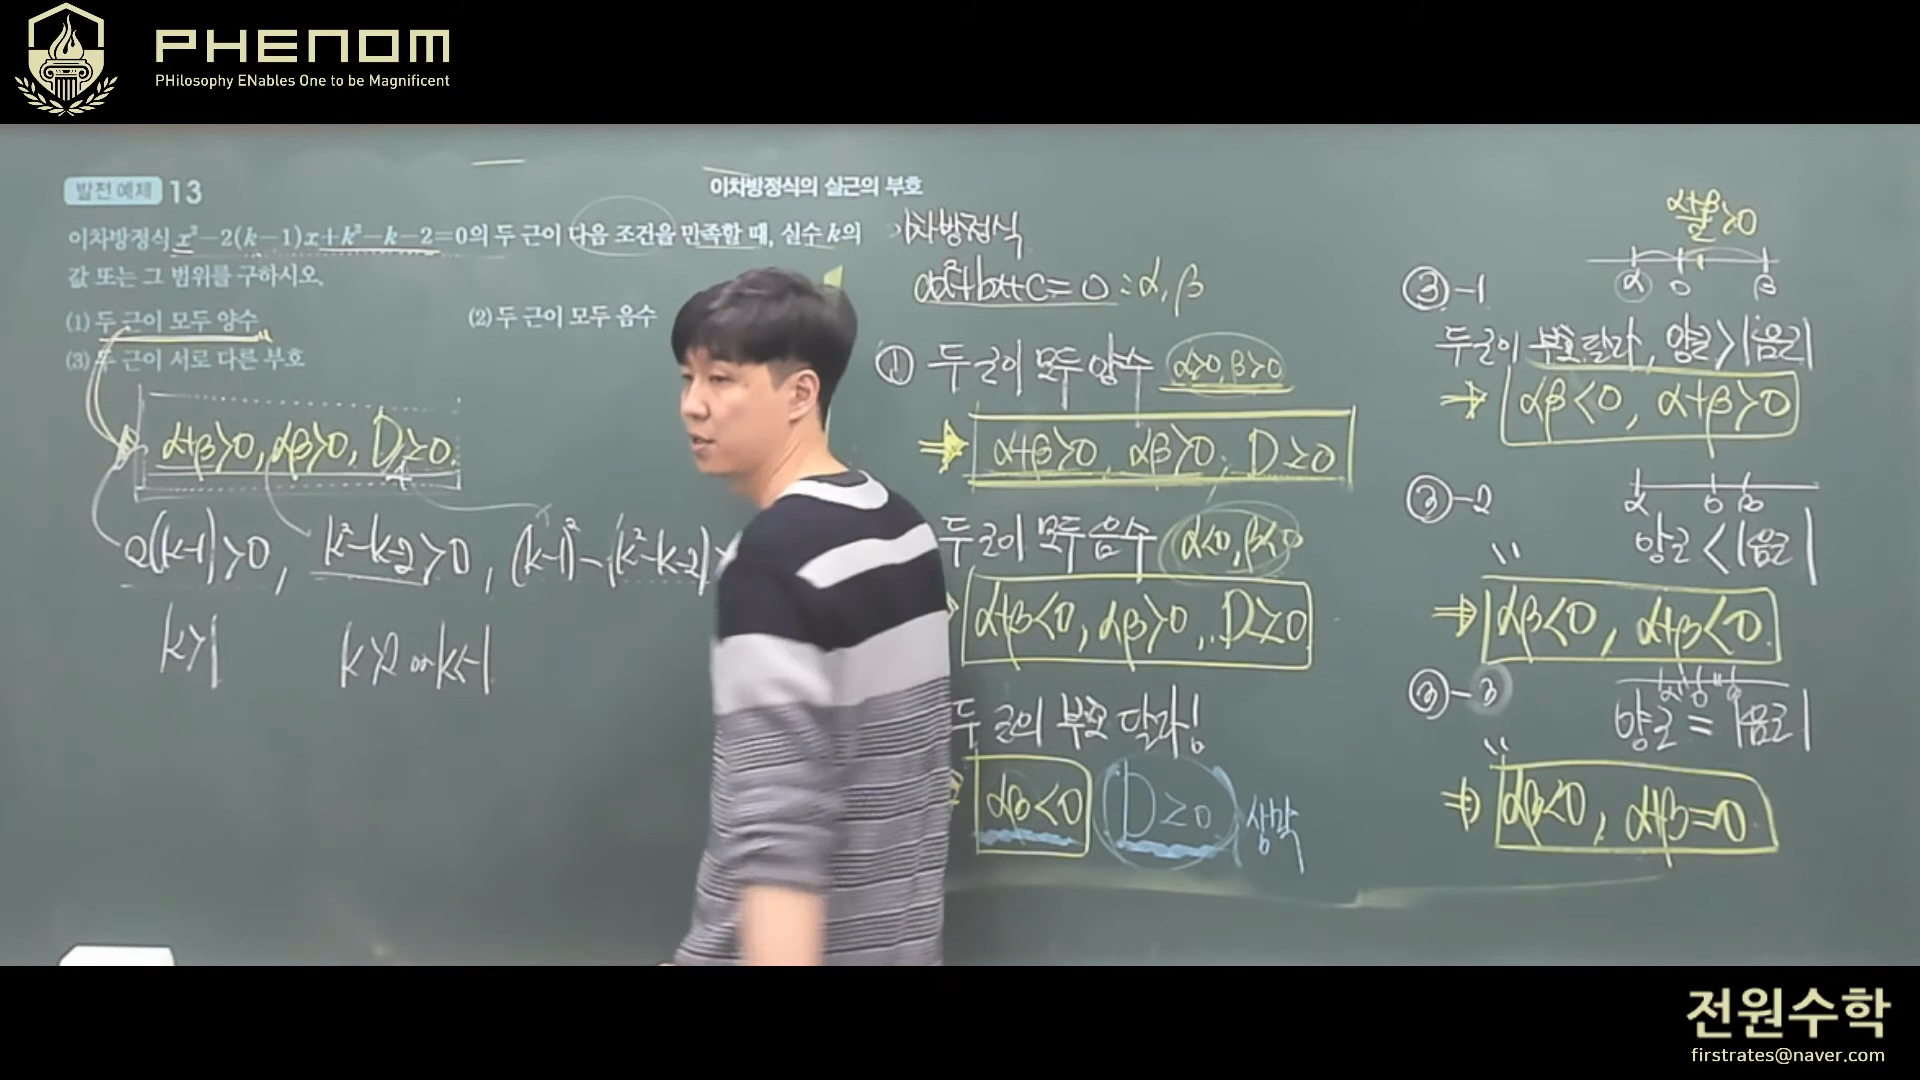 PHENOM
PHilosophy ENables One to be Magnificent
발전 예제 13
이차방정식의 실근의 부호
이차방정식 x²-2(k-1)x+k²-k-2=0의 두 근이 다음 조건을 만족할 때, 실수 k의
값 또는 그 범위를 구하시오.
(1) 두 근이 모두 양수
(2) 두 근이 모두 음수
(3) 두 근이 서로 다른 부호
α+β>0, αβ>0, D≥0.
2(k-1)>0, k²-k-2>0, (k-1)²-(k²-k-2)
k>1
k>2 or k<-1
이차방정식
ax²+bx+c=0 : α, β
① 두 근이 모두 양수 α>0, β>0
⇒ α+β>0, αβ>0, D≥0
두 근이 모두 음수 α<0, β<0
α+β<0, αβ>0, D≥0
두 근의 부호 달라!
αβ<0 D≥0 삼막
α+β/2>0
α 0 β
③-1
두 근이 부호 달라, 양근>|음근|
⇒ αβ<0, α+β>0
③-2
α 0 β
양근<|음근|
⇒ αβ<0, α+β<0
③-3
α 0 β
양근=|음근|
⇒ αβ<0, α+β=0
전원수학
firstrates@naver.com